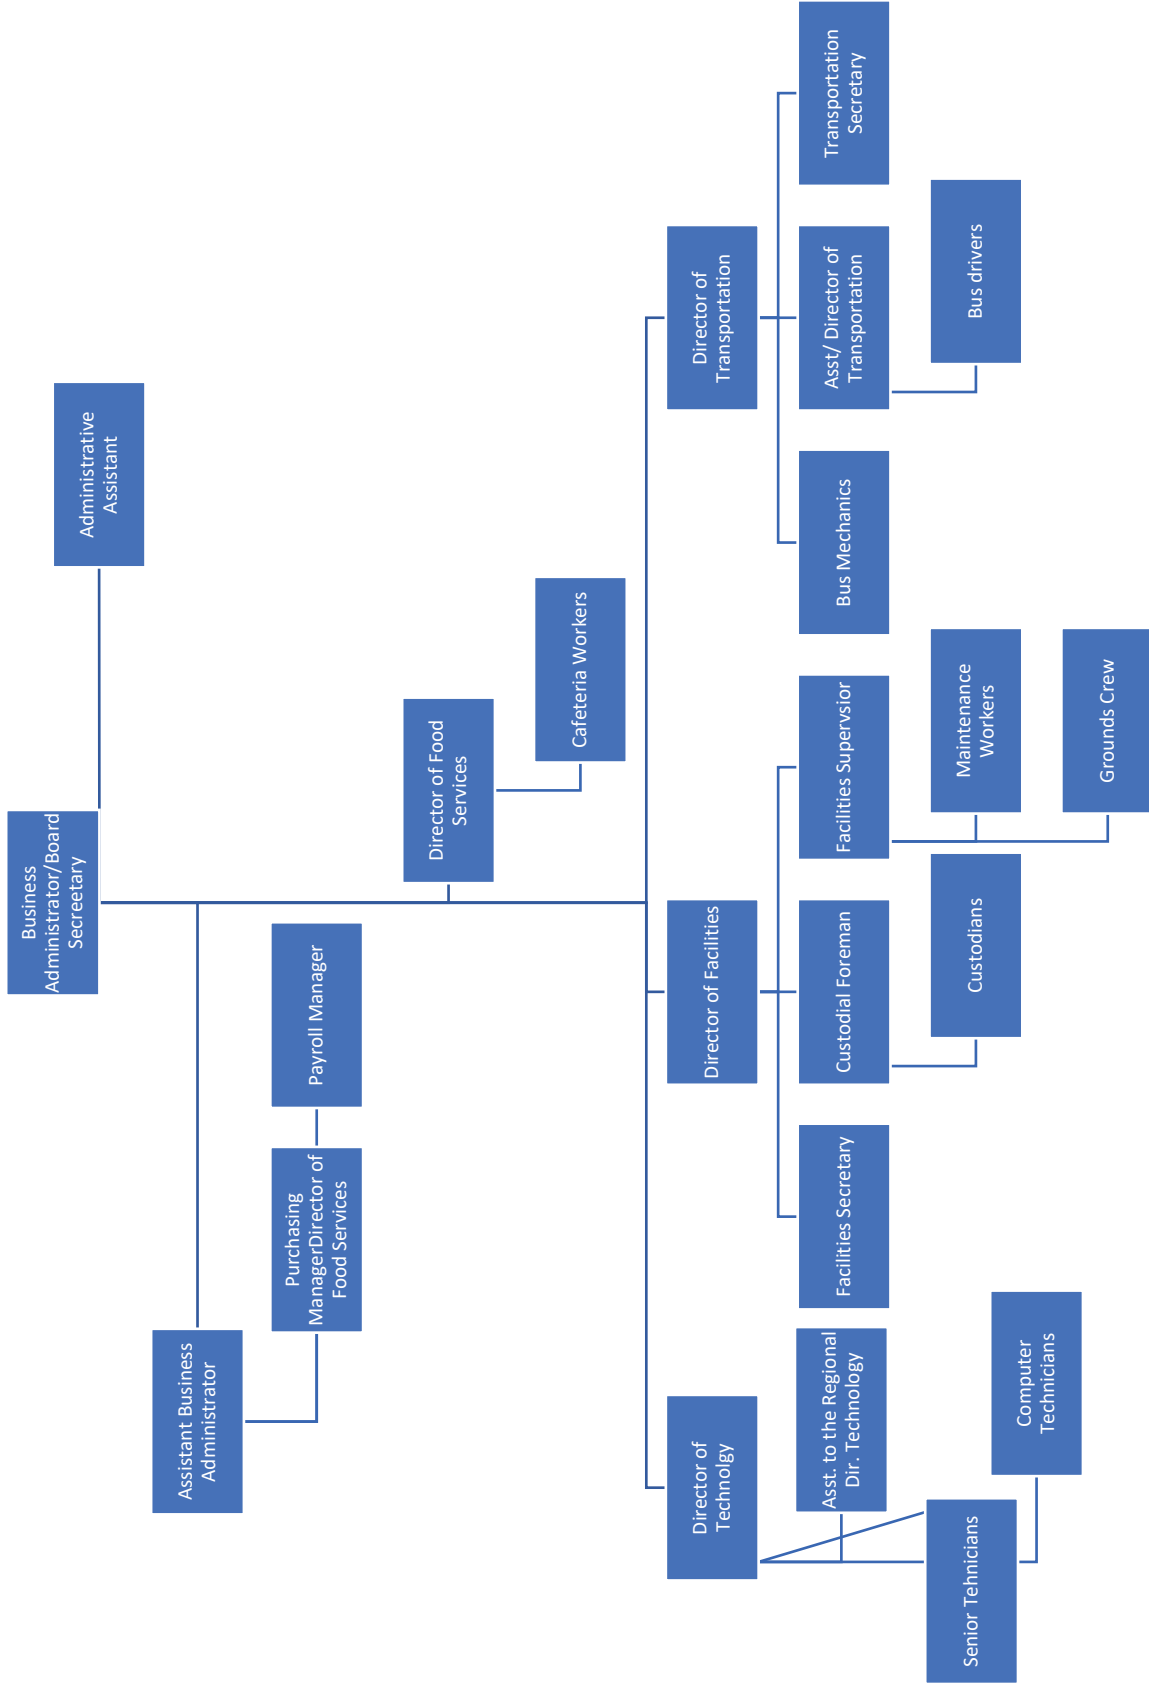 Business
Administrator/Board
Secreetary
Administrative
Assistant
Assistant Business
Administrator
Purchasing
ManagerDirector of
Food Services
Payroll Manager
Director of Food
Services
Cafeteria Workers
Director of
Technolgy
Asst. to the Regional
Dir. Technology
Senior Tehnicians
Computer
Technicians
Director of Facilities
Facilities Secretary
Custodial Foreman
Custodians
Facilities Supervsior
Maintenance
Workers
Grounds Crew
Director of
Transportation
Bus Mechanics
Asst/ Director of
Transportation
Bus drivers
Transportation
Secretary